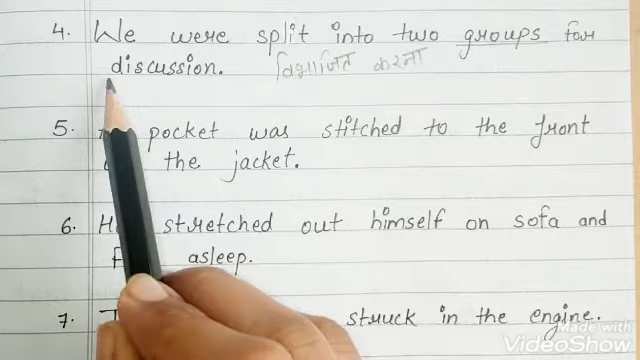 4. We were split into two groups for
discussion. विभाजित करना
5. pocket was stitched to the front
the jacket.
6. stretched out himself on sofa and
asleep.
7. struck in the engine.
Made with
VideoShow